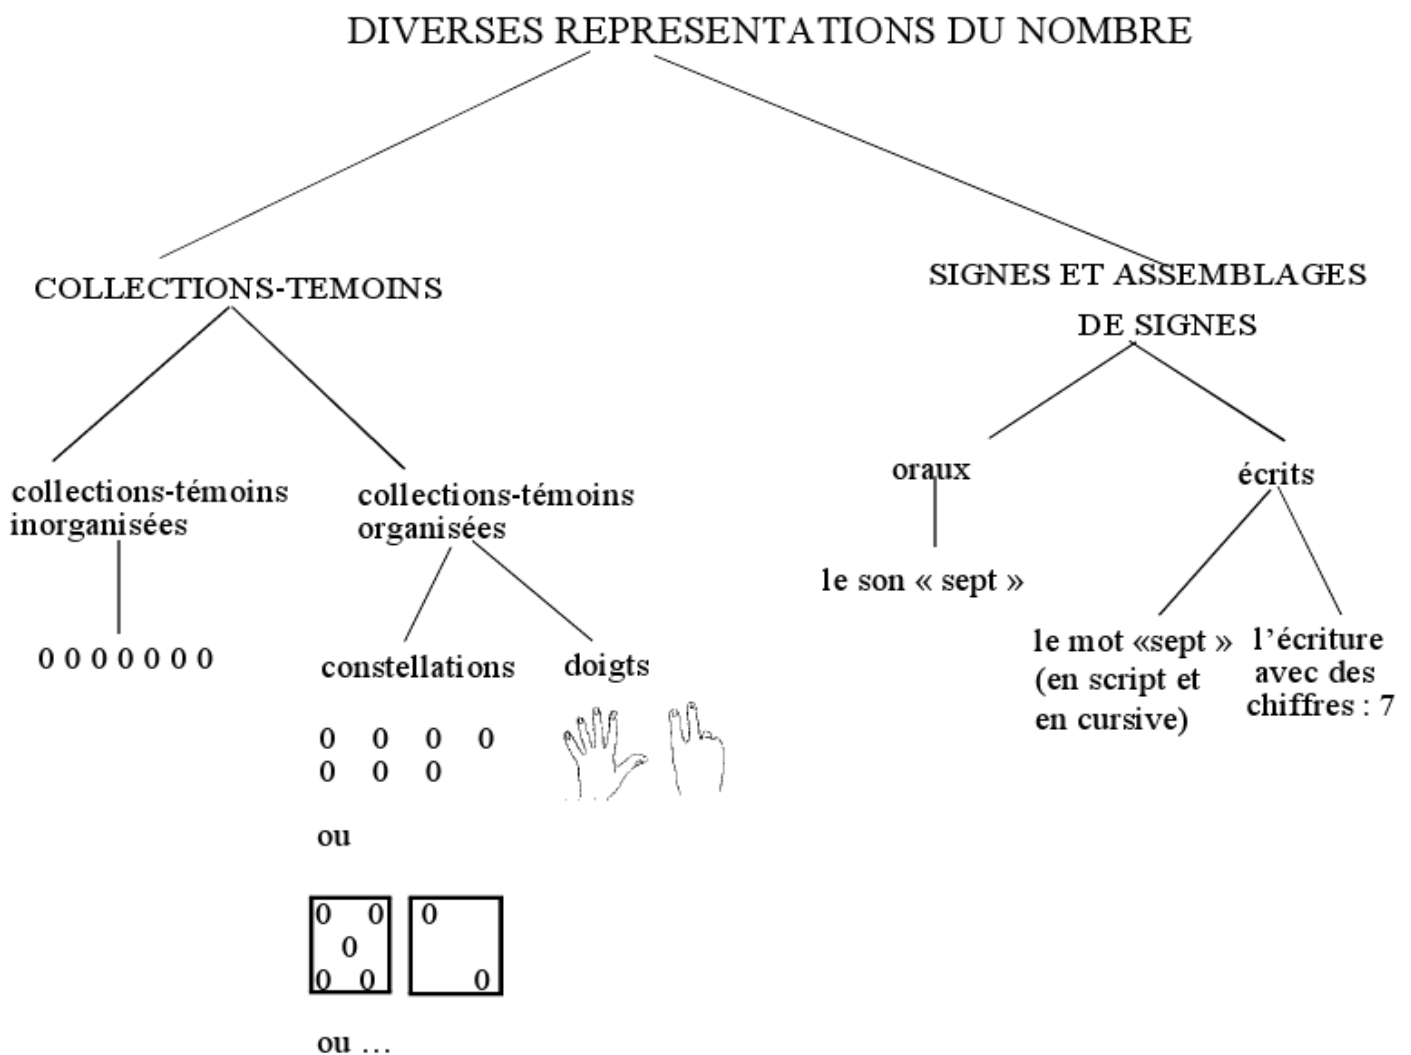 DIVERSES REPRESENTATIONS DU NOMBRE
COLLECTIONS-TEMOINS
SIGNES ET ASSEMBLAGES
DE SIGNES
collections-témoins
inorganisées
collections-témoins
organisées
oraux
écrits
0 0 0 0 0 0 0
constellations
doigts
le son « sept »
le mot «sept »
(en script et
en cursive)
l'écriture
avec des
chiffres : 7
0 0 0 0
0 0 0
ou
0 0
0
0 0
0
0
ou …